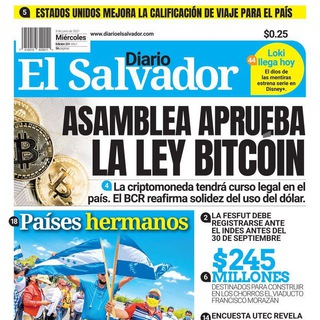 5 ESTADOS UNIDOS MEJORA LA CALIFICACIÓN DE VIAJE PARA EL PAÍS
Miércoles
www.diarioelsalvador.com
$0.25
Diario
El Salvador
44 Loki
llega hoy
El dios de
las mentiras
estrena serie en
Disney+.
ASAMBLEA APRUEBA
LA LEY BITCÓIN
4 La criptomoneda tendrá curso legal en el
país. El BCR reafirma solidez del uso del dólar.
18 Países hermanos
2 LA FESFUT DEBE
REGISTRARSE ANTE
EL INDES ANTES DEL
30 DE SEPTIEMBRE
$245
6 MILLONES
DESTINADOS PARA CONSTRUIR
EN LOS CHORROS EL VIADUCTO
FRANCISCO MORAZÁN
14 ENCUESTA UTEC REVELA